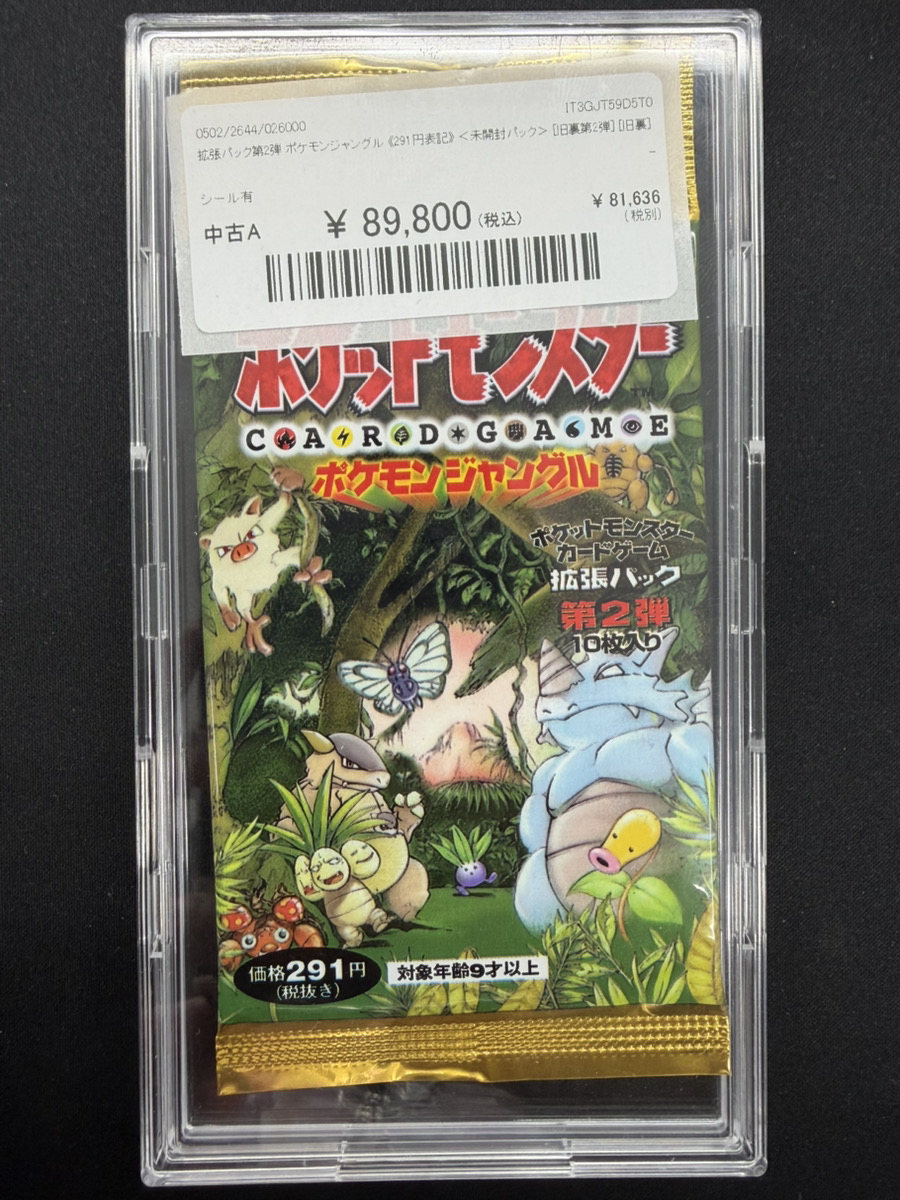 0502/2644/026000
IT3GJT59D5T0
拡張パック第2弾 ポケモンジャングル《291円表記》＜未開封パック＞ [旧裏第2弾] [旧裏]
-
シール有
中古A
¥ 89,800 (税込)
¥ 81,636
(税別)
ポケットモンスター
TM
CARD GAME
ポケモンジャングル
ポケットモンスター
カードゲーム
拡張パック
第2弾
10枚入り
価格291円
(税抜き)
対象年齢9才以上